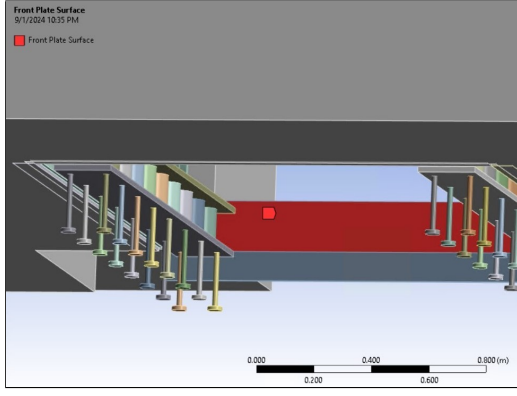 Front Plate Surface
9/1/2024 10:35 PM
Front Plate Surface
0.000 0.400 0.800 (m)
0.200 0.600